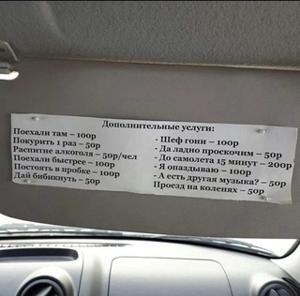 Дополнительные услуги:
Поехали там – 100р
Покурить 1 раз – 50р
Распитие алкоголя – 50р/чел
Поехали быстрее – 100р
Постоять в пробке – 100р
Дай бибикнуть – 50р
- Шеф гони – 100р
- Да ладно проскочим – 50р
- До самолета 15 минут – 200р
- Я опаздываю – 100р
- А есть другая музыка? – 50р
Проезд на коленях – 50р